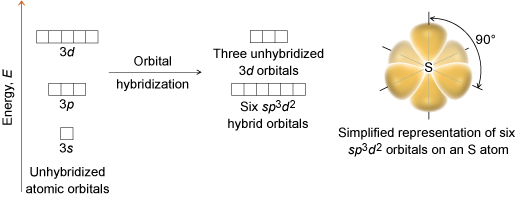 Energy, E
3d
3p
3s
Unhybridized
atomic orbitals
Orbital
hybridization
Three unhybridized
3d orbitals
Six sp³d² 
hybrid orbitals
S
90°
Simplified representation of six
sp³d² orbitals on an S atom